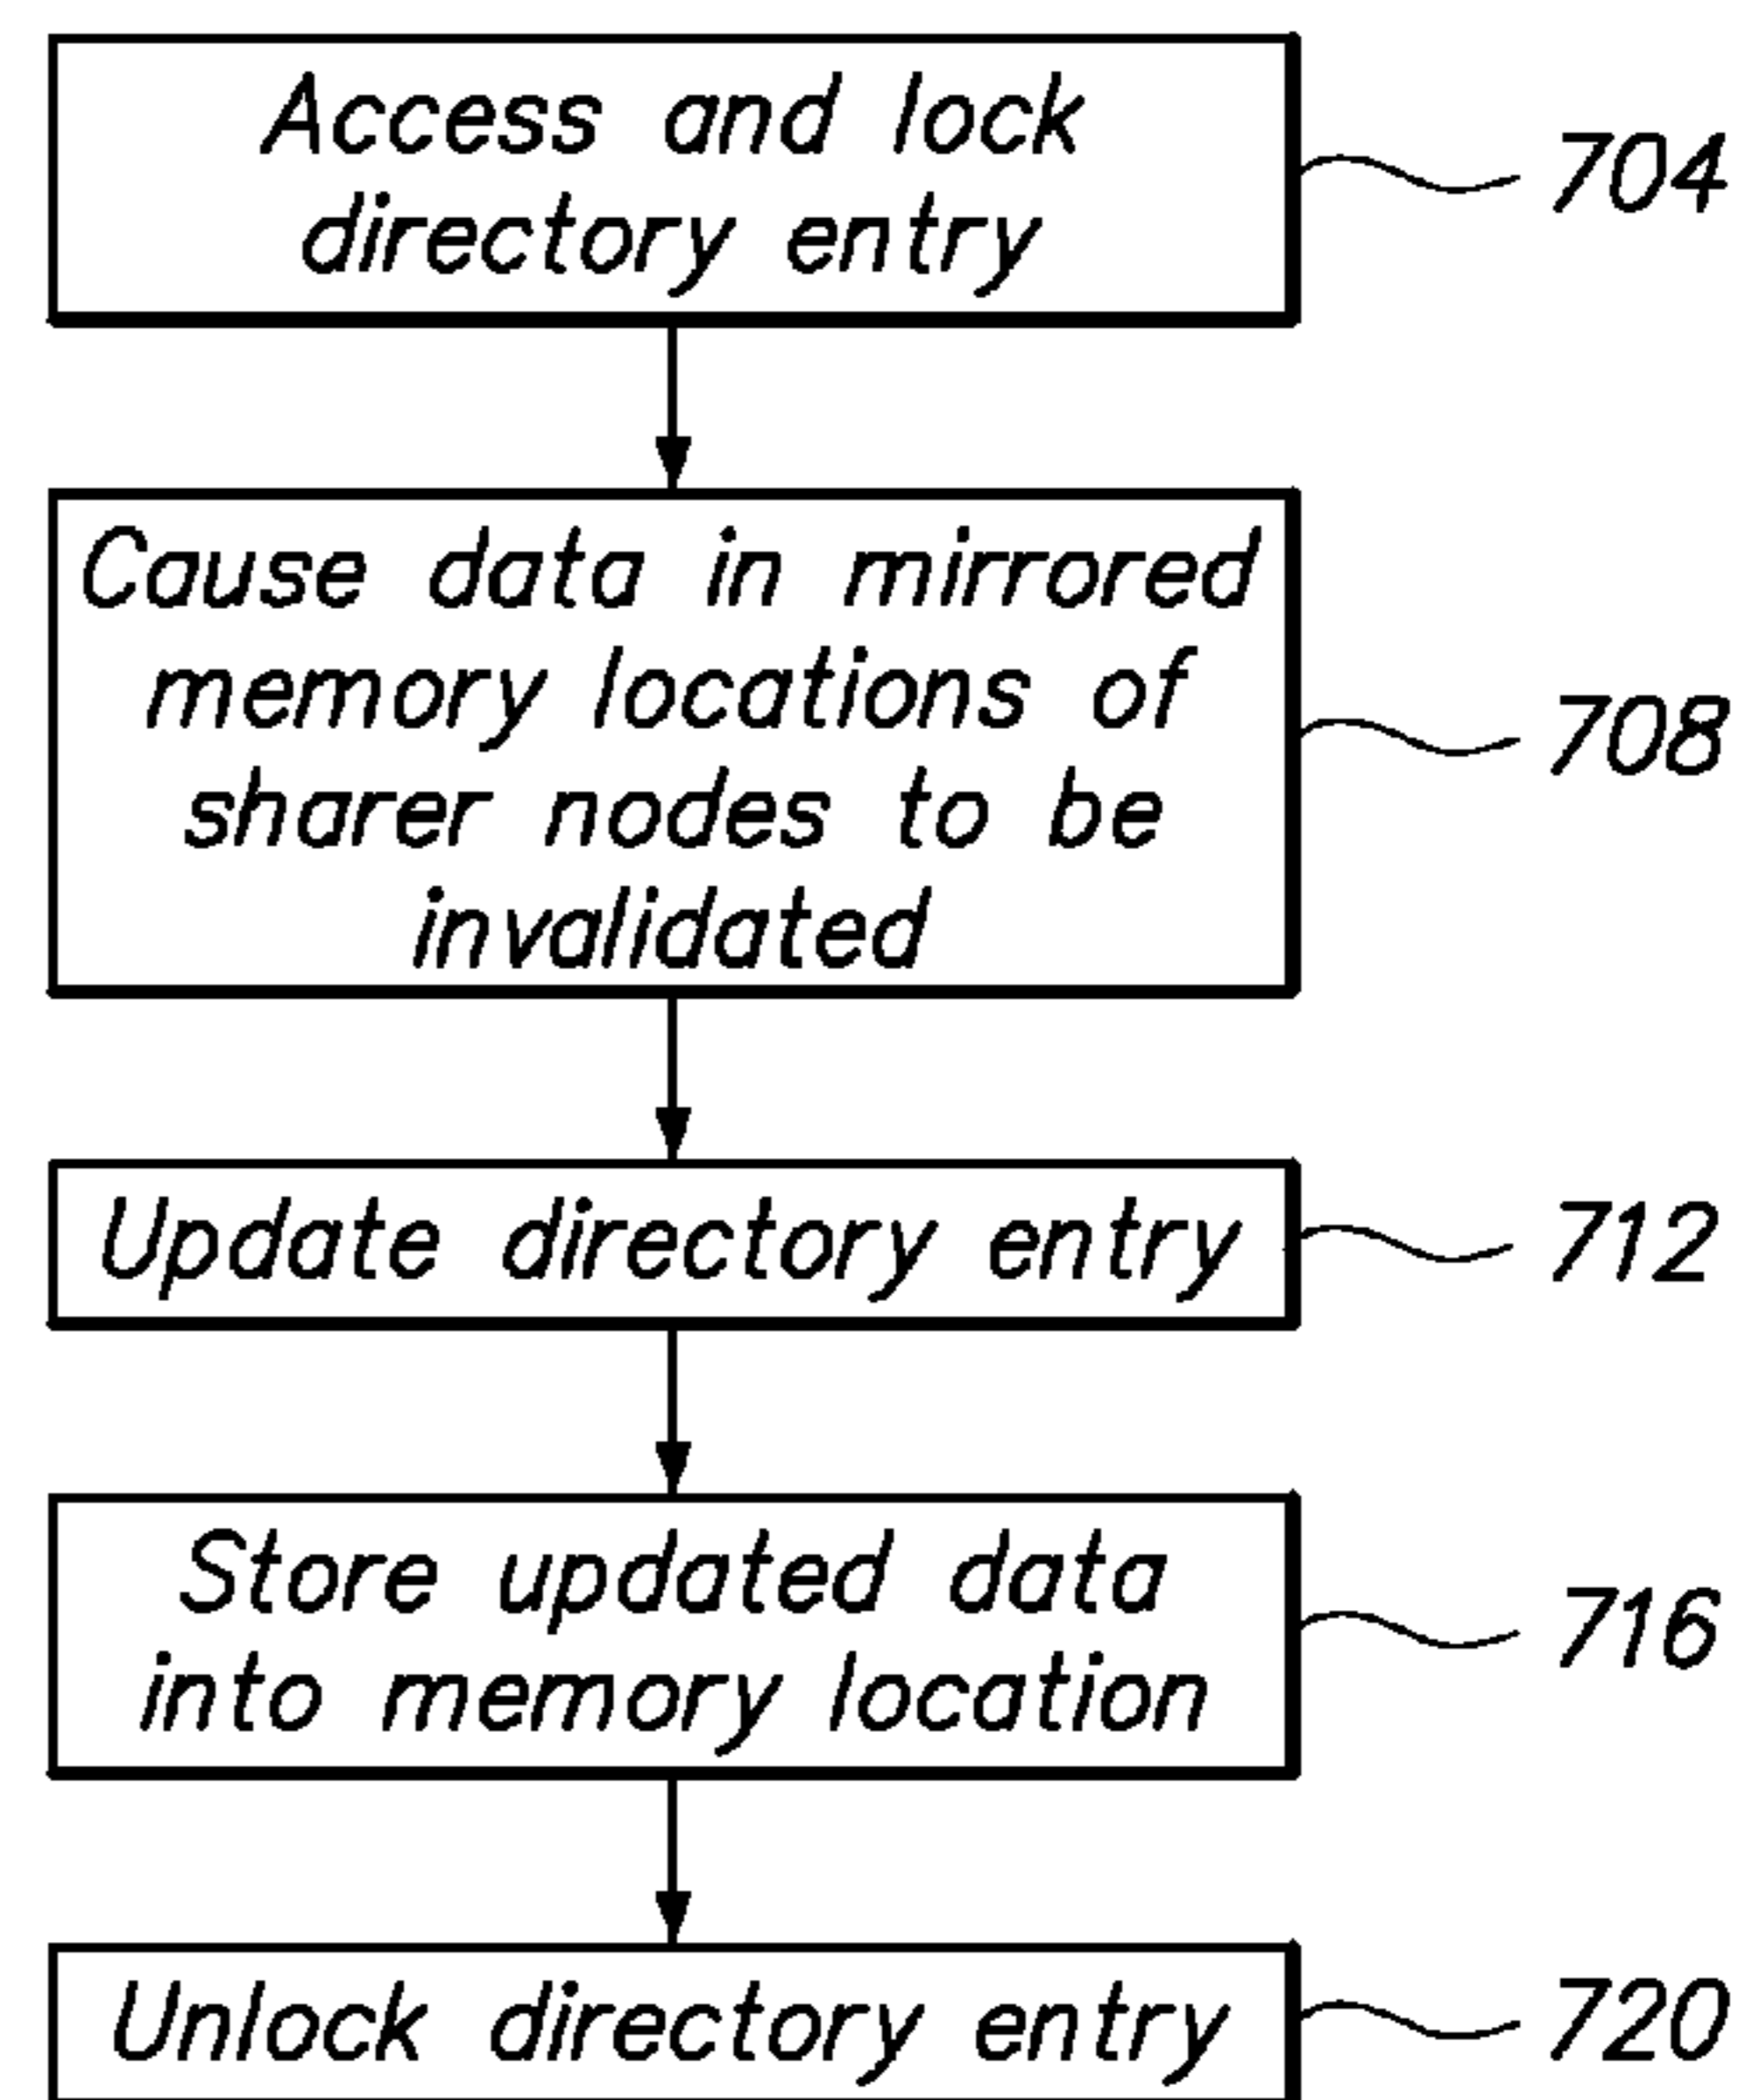 Access and lock
directory entry
704
Cause data in mirrored
memory locations of
sharer nodes to be
invalidated
708
Update directory entry
712
Store updated data
into memory location
716
Unlock directory entry
720